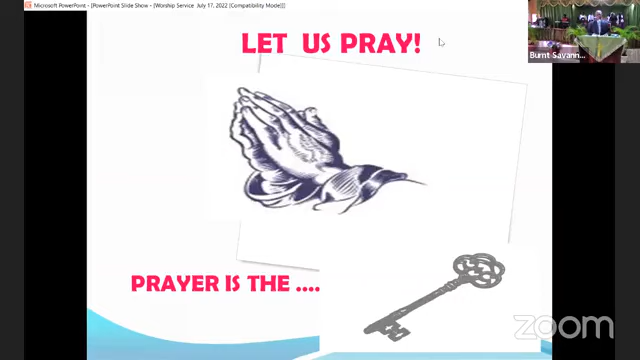 Microsoft PowerPoint - [PowerPoint Slide Show - [Worship Service July 17, 2022 [Compatibility Mode]]]
LET US PRAY!
Burnt Savann...
PRAYER IS THE ....
zoom